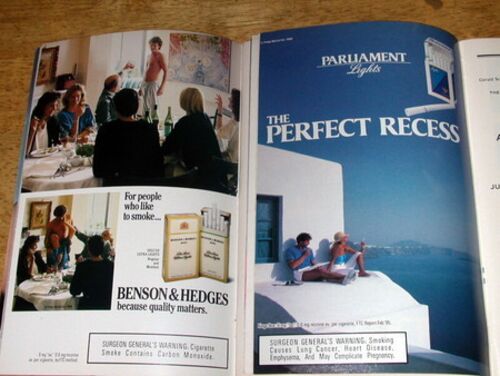 For people
who like
to smoke...
BENSON & HEDGES
because quality matters.
SURGEON GENERAL'S WARNING: Cigarette
Smoke Contains Carbon Monoxide.
PARLIAMENT
Lights
THE
PERFECT RECESS
SURGEON GENERAL'S WARNING: Smoking
Causes Lung Cancer, Heart Disease,
Emphysema, And May Complicate Pregnancy.